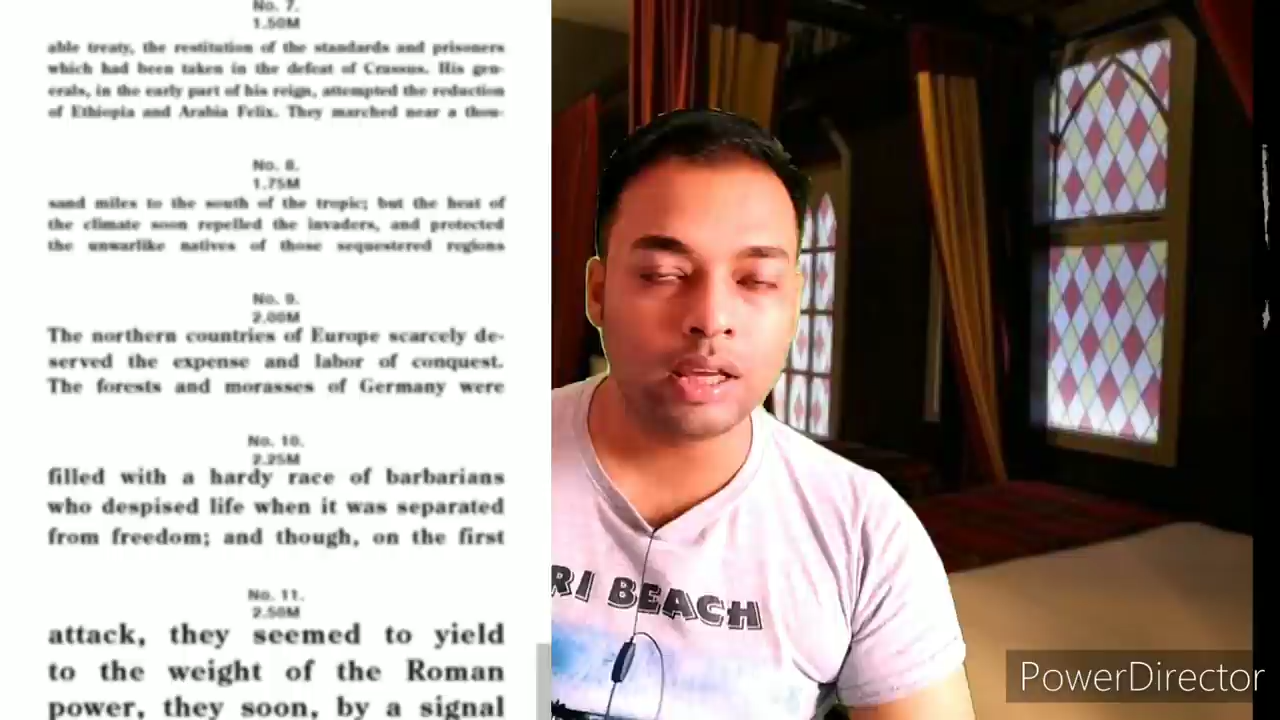 No. 7.
1.50M
able treaty, the restitution of the standards and prisoners
which had been taken in the defeat of Crassus. His gen-
erals, in the early part of his reign, attempted the reduction
of Ethiopia and Arabia Felix. They marched near a thou-
No. 8.
1.75M
sand miles to the south of the tropic; but the heat of
the climate soon repelled the invaders, and protected
the unwarlike natives of those sequestered regions
No. 9.
2.00M
The northern countries of Europe scarcely de-
served the expense and labor of conquest.
The forests and morasses of Germany were
No. 10.
2.25M
filled with a hardy race of barbarians
who despised life when it was separated
from freedom; and though, on the first
No. 11.
2.50M
attack, they seemed to yield
to the weight of the Roman
power, they soon, by a signal
RI BEACH
PowerDirector